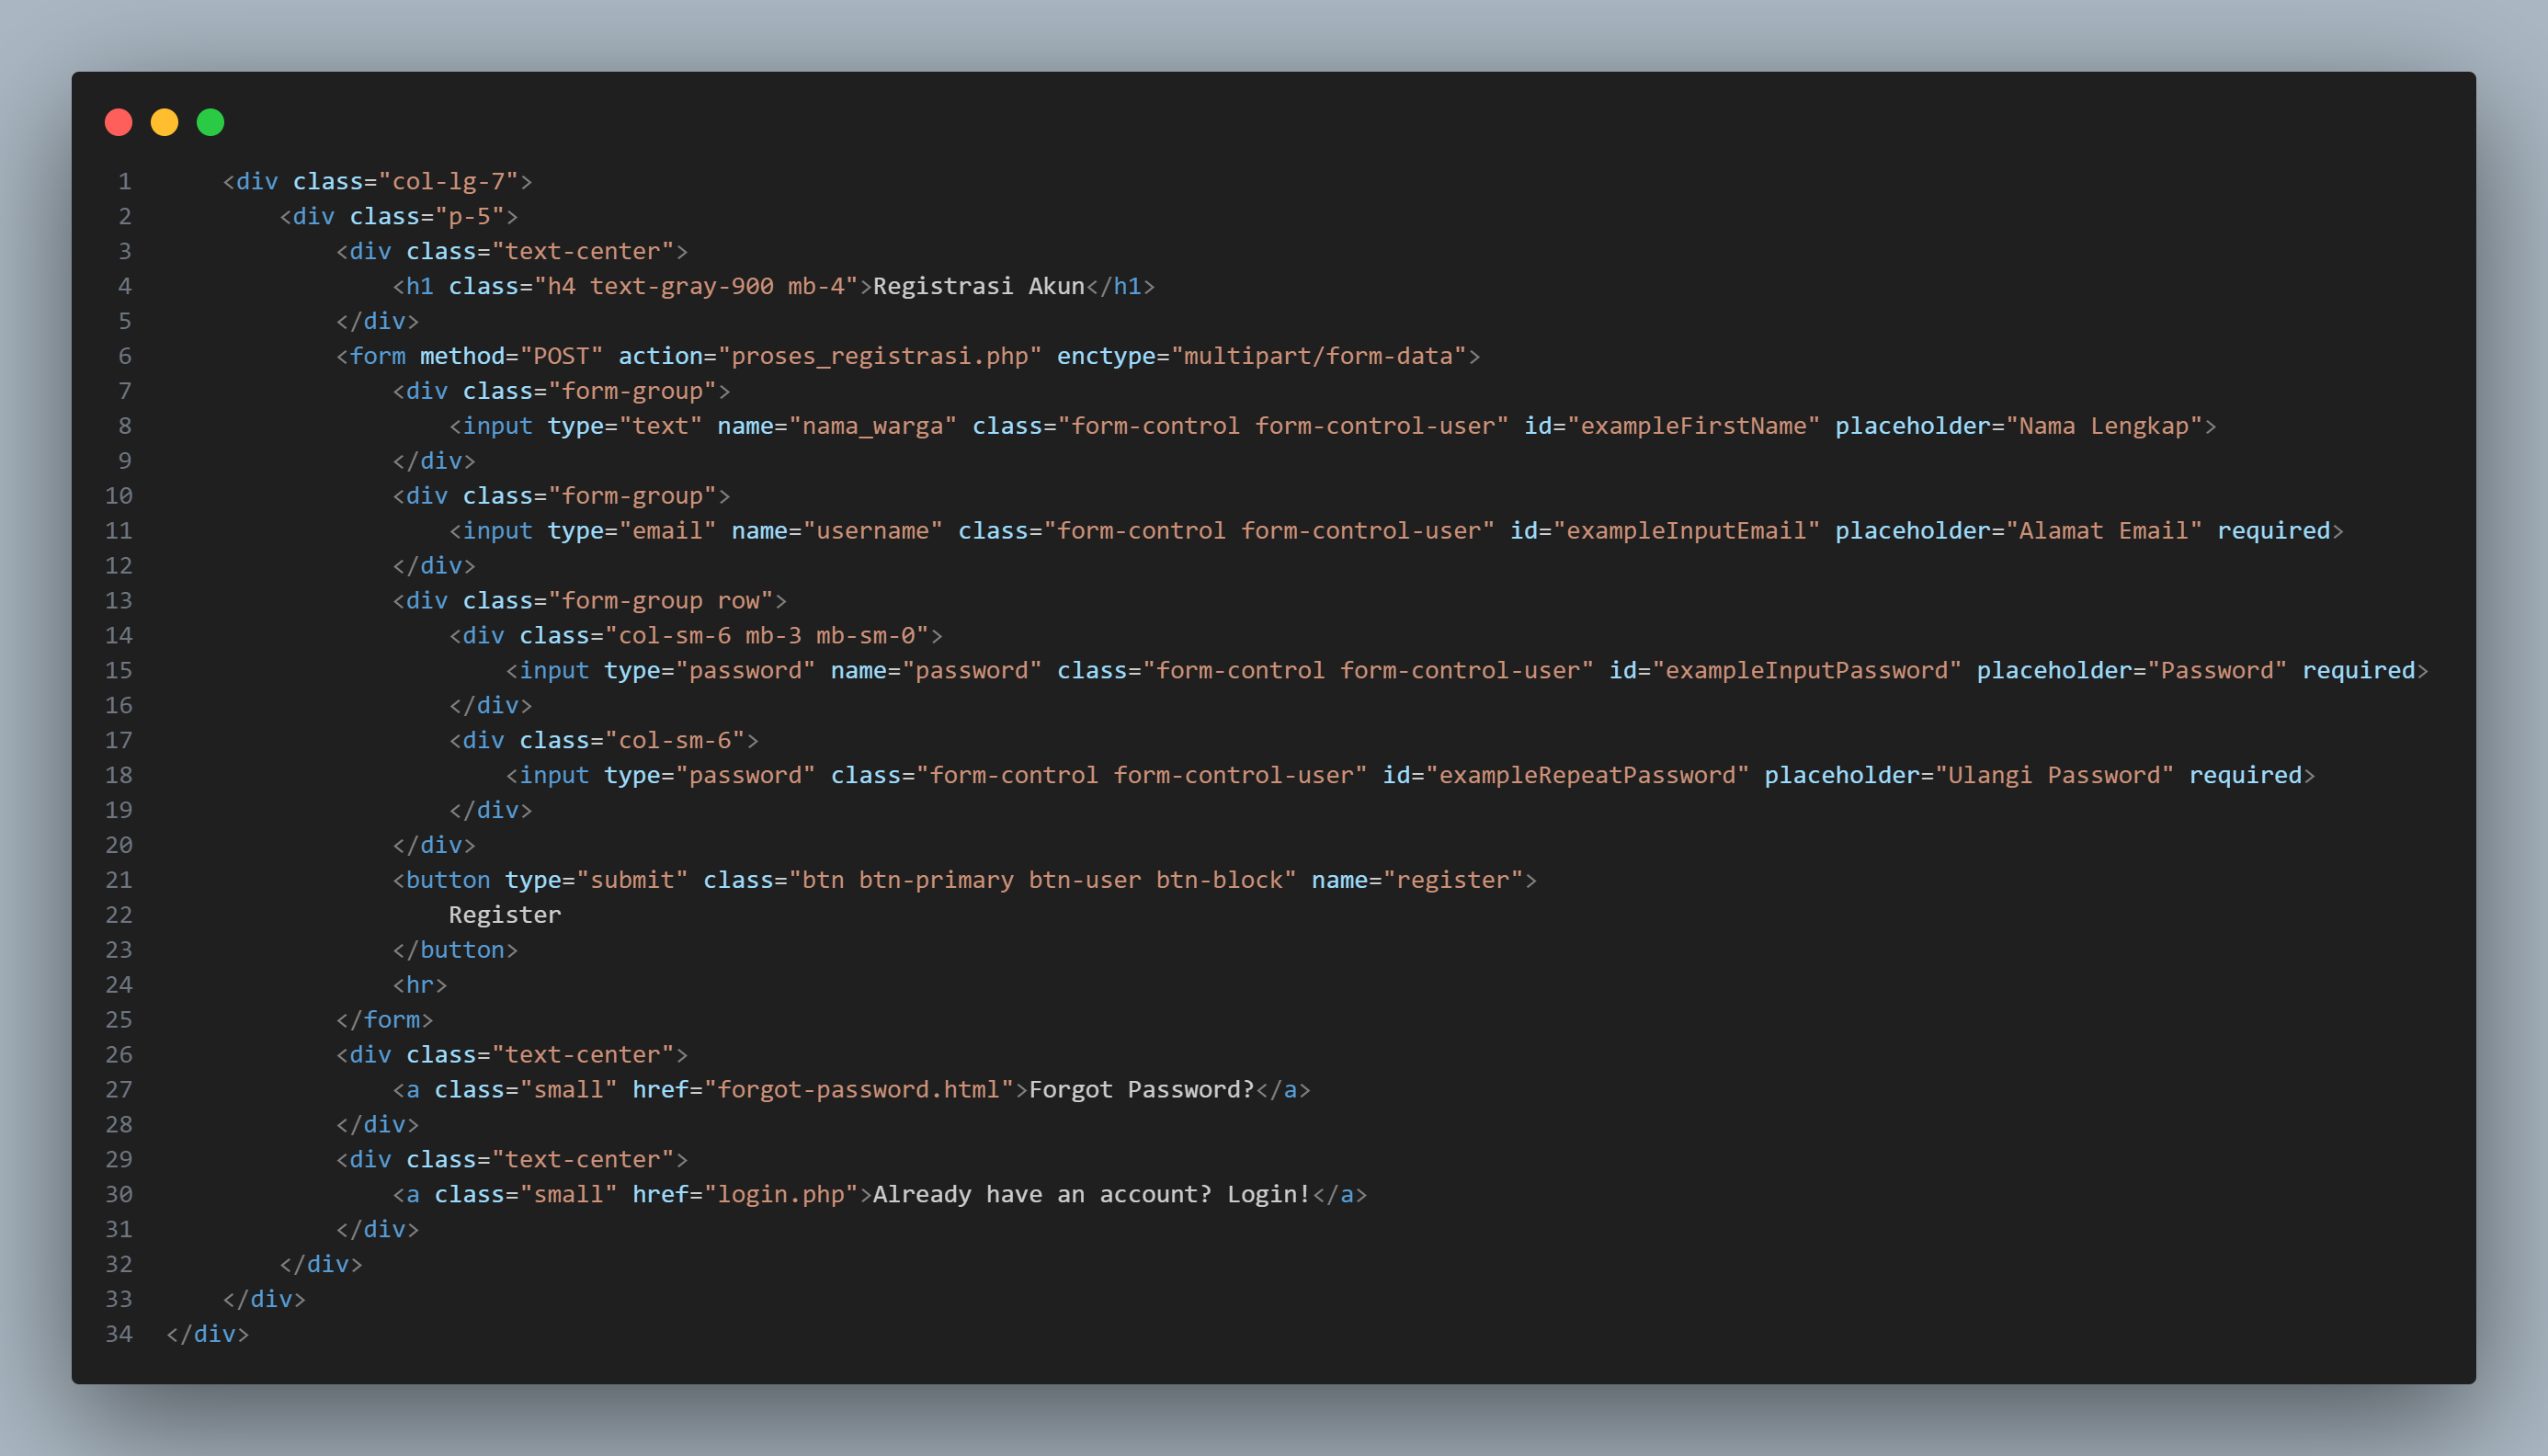 1     <div class="col-lg-7">
2         <div class="p-5">
3             <div class="text-center">
4                 <h1 class="h4 text-gray-900 mb-4">Registrasi Akun</h1>
5             </div>
6             <form method="POST" action="proses_registrasi.php" enctype="multipart/form-data">
7                 <div class="form-group">
8                     <input type="text" name="nama_warga" class="form-control form-control-user" id="exampleFirstName" placeholder="Nama Lengkap">
9                 </div>
10                 <div class="form-group">
11                     <input type="email" name="username" class="form-control form-control-user" id="exampleInputEmail" placeholder="Alamat Email" required>
12                 </div>
13                 <div class="form-group row">
14                     <div class="col-sm-6 mb-3 mb-sm-0">
15                         <input type="password" name="password" class="form-control form-control-user" id="exampleInputPassword" placeholder="Password" required>
16                     </div>
17                     <div class="col-sm-6">
18                         <input type="password" class="form-control form-control-user" id="exampleRepeatPassword" placeholder="Ulangi Password" required>
19                     </div>
20                 </div>
21                 <button type="submit" class="btn btn-primary btn-user btn-block" name="register">
22                     Register
23                 </button>
24                 <hr>
25             </form>
26             <div class="text-center">
27                 <a class="small" href="forgot-password.html">Forgot Password?</a>
28             </div>
29             <div class="text-center">
30                 <a class="small" href="login.php">Already have an account? Login!</a>
31             </div>
32         </div>
33     </div>
34 </div>